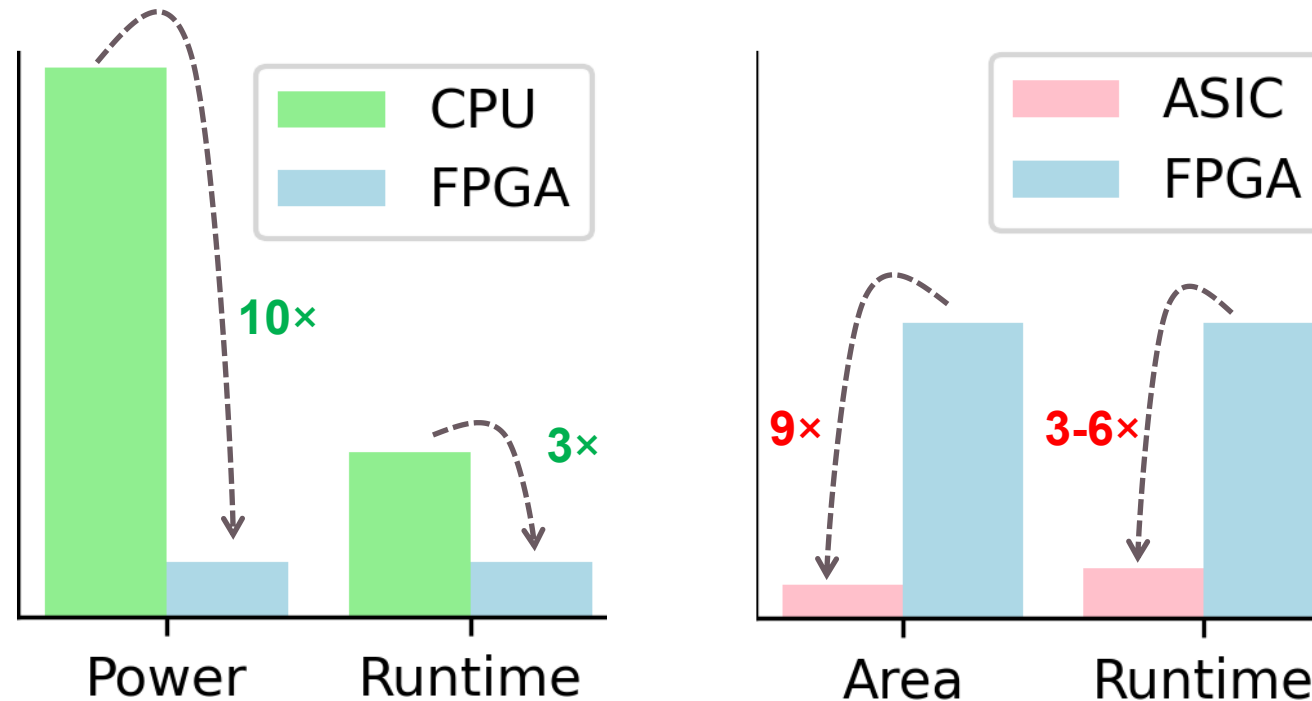 CPU
FPGA
10×
3×
Power
Runtime
ASIC
FPGA
9×
3-6×
Area
Runtime